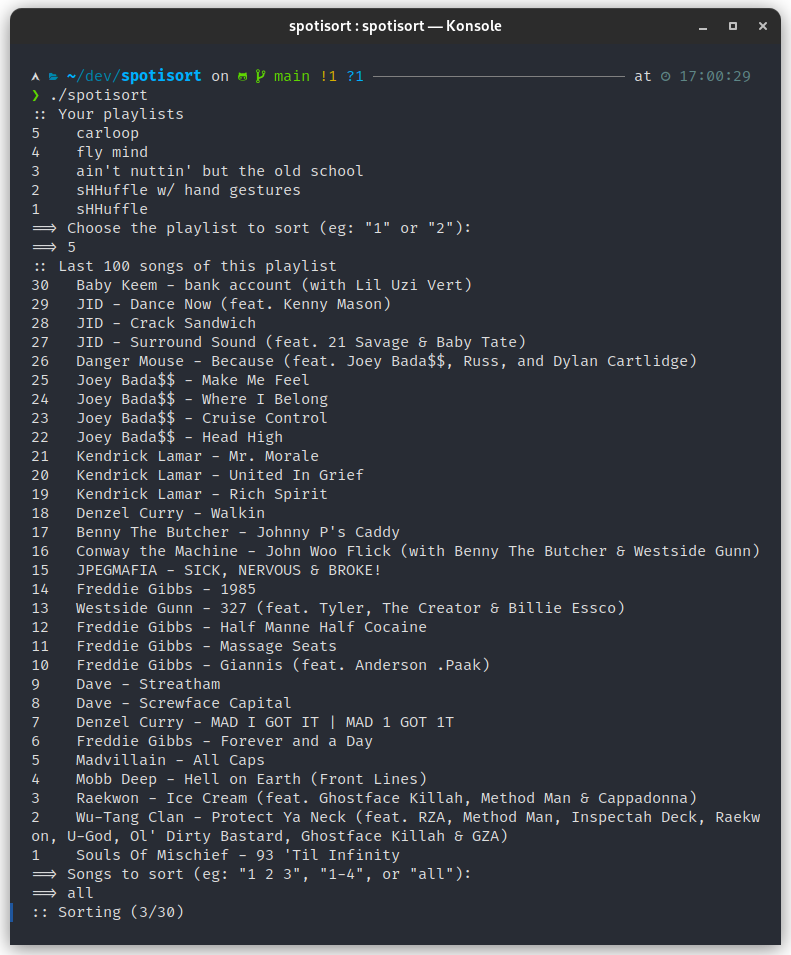 spotisort : spotisort — Konsole
~/dev/spotisort on main !1 ?1 at 17:00:29
❯ ./spotisort
:: Your playlists
5 carloop
4 fly mind
3 ain't nuttin' but the old school
2 sHHuffle w/ hand gestures
1 sHHuffle
==> Choose the playlist to sort (eg: "1" or "2"):
==> 5
:: Last 100 songs of this playlist
30 Baby Keem - bank account (with Lil Uzi Vert)
29 JID - Dance Now (feat. Kenny Mason)
28 JID - Crack Sandwich
27 JID - Surround Sound (feat. 21 Savage & Baby Tate)
26 Danger Mouse - Because (feat. Joey Bada$$, Russ, and Dylan Cartlidge)
25 Joey Bada$$ - Make Me Feel
24 Joey Bada$$ - Where I Belong
23 Joey Bada$$ - Cruise Control
22 Joey Bada$$ - Head High
21 Kendrick Lamar - Mr. Morale
20 Kendrick Lamar - United In Grief
19 Kendrick Lamar - Rich Spirit
18 Denzel Curry - Walkin
17 Benny The Butcher - Johnny P's Caddy
16 Conway the Machine - John Woo Flick (with Benny The Butcher & Westside Gunn)
15 JPEGMAFIA - SICK, NERVOUS & BROKE!
14 Freddie Gibbs - 1985
13 Westside Gunn - 327 (feat. Tyler, The Creator & Billie Essco)
12 Freddie Gibbs - Half Manne Half Cocaine
11 Freddie Gibbs - Massage Seats
10 Freddie Gibbs - Giannis (feat. Anderson .Paak)
9 Dave - Streatham
8 Dave - Screwface Capital
7 Denzel Curry - MAD I GOT IT | MAD 1 GOT 1T
6 Freddie Gibbs - Forever and a Day
5 Madvillain - All Caps
4 Mobb Deep - Hell on Earth (Front Lines)
3 Raekwon - Ice Cream (feat. Ghostface Killah, Method Man & Cappadonna)
2 Wu-Tang Clan - Protect Ya Neck (feat. RZA, Method Man, Inspectah Deck, Raekw
on, U-God, Ol' Dirty Bastard, Ghostface Killah & GZA)
1 Souls Of Mischief - 93 'Til Infinity
==> Songs to sort (eg: "1 2 3", "1-4", or "all"):
==> all
:: Sorting (3/30)